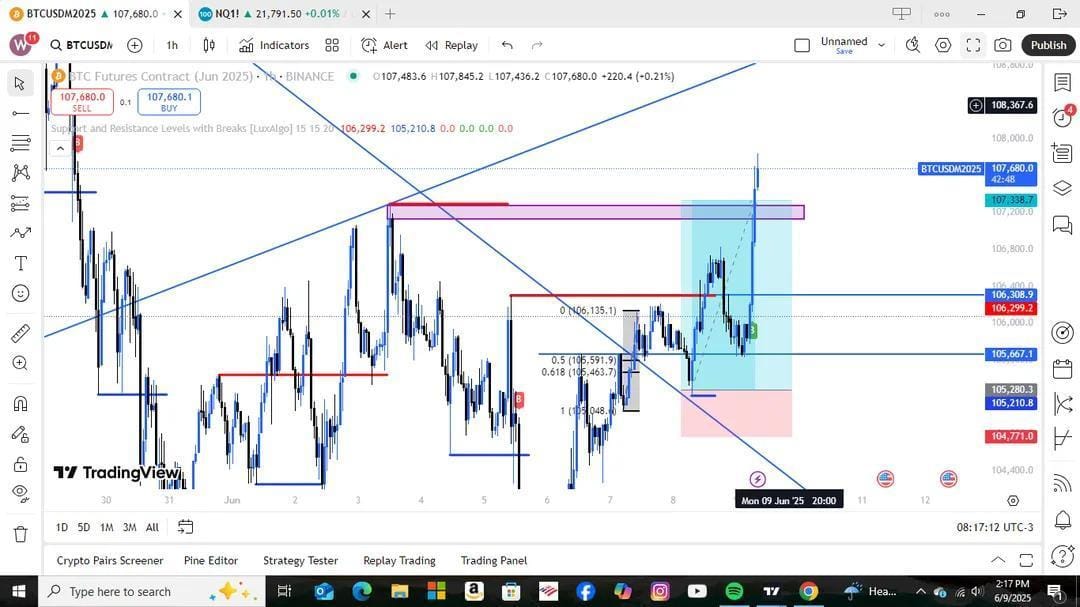 BTCUSDM2025 ▲ 107,680.0
100 NQ1! ▲ 21,791.50 +0.01%
W 11 BTCUSDM 1h Indicators Alert Replay Unnamed Save Publish
BTC Futures Contract (Jun 2025) · 1h · BINANCE O107,483.6 H107,845.2 L107,436.2 C107,680.0 +220.4 (+0.21%)
107,680.0 SELL 0.1 107,680.1 BUY
Support and Resistance Levels with Breaks [LuxAlgo] 15 15 20 106,299.2 105,210.8 0.0 0.0 0.0 0.0
B
108,800.0
108,367.6
108,000.0
BTCUSDM2025 107,680.0
42:48
107,338.7
107,200.0
106,800.0
106,400.0
106,308.9
106,299.2
106,000.0
105,667.1
105,280.3
105,210.8
104,771.0
104,400.0
0 (106,135.1)
0.5 (105,591.9)
0.618 (105,463.7)
1 (105,048.6)
B
B
4
TradingView
30 31 Jun 2 3 4 5 6 7 8 Mon 09 Jun '25 20:00 11 12
1D 5D 1M 3M All 08:17:12 UTC-3
Crypto Pairs Screener Pine Editor Strategy Tester Replay Trading Trading Panel
Type here to search Hea... 2:17 PM
6/9/2025